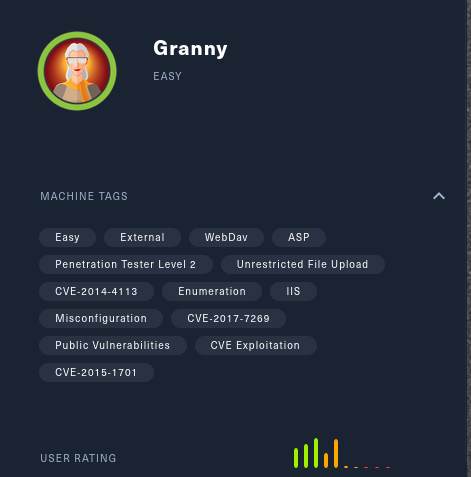 Granny
EASY
MACHINE TAGS
Easy External WebDav ASP
Penetration Tester Level 2 Unrestricted File Upload
CVE-2014-4113 Enumeration IIS
Misconfiguration CVE-2017-7269
Public Vulnerabilities CVE Exploitation
CVE-2015-1701
USER RATING